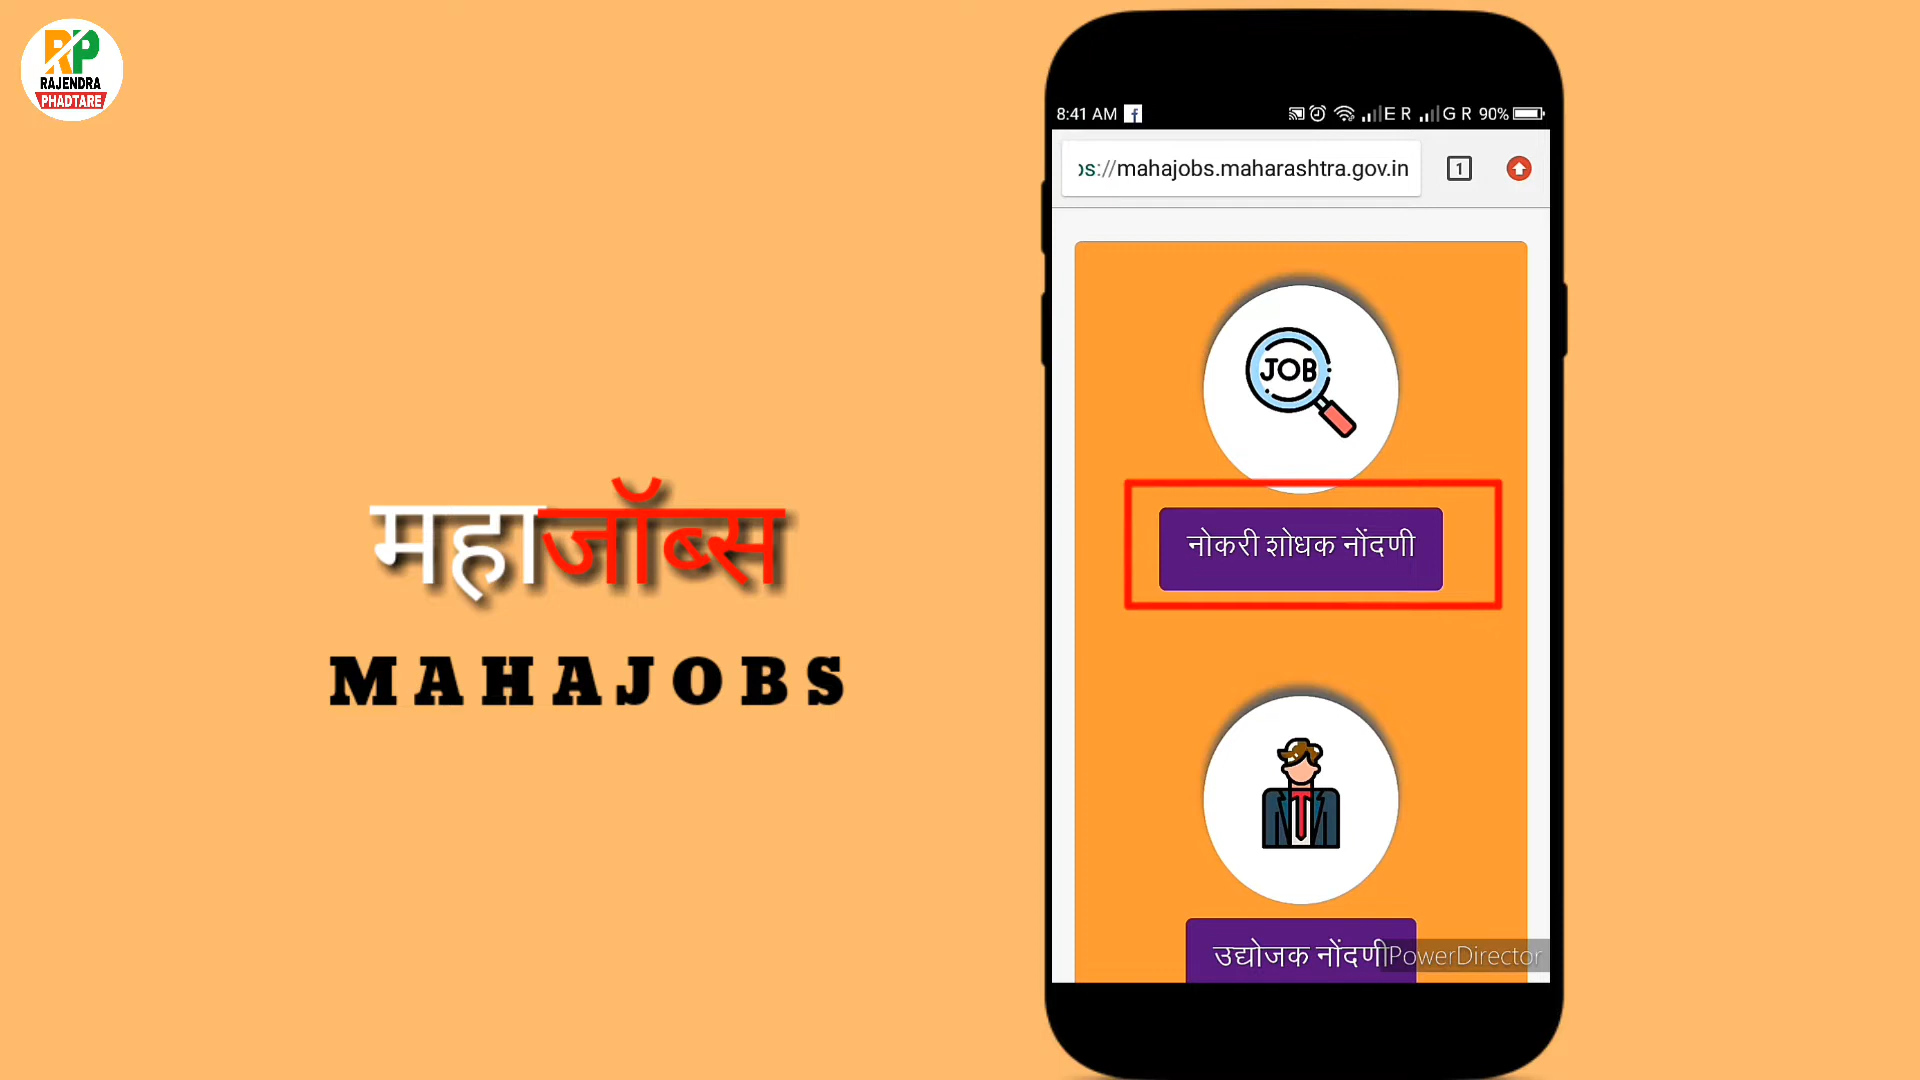 RP
RAJENDRA
PHADTARE
महाजॉब्स
MAHAJOBS
8:41 AM
E R
G R 90%
ps://mahajobs.maharashtra.gov.in
1
JOB
नोकरी शोधक नोंदणी
उद्योजक नोंदणी
PowerDirector